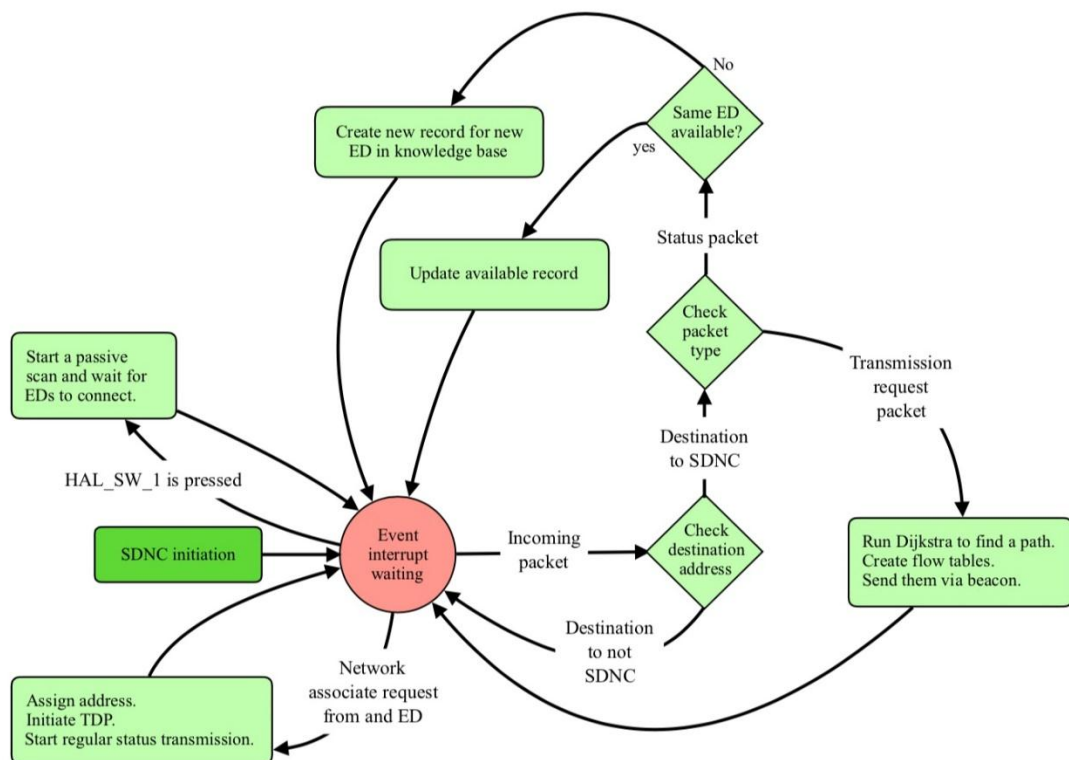 No
Same ED
available?
yes
Create new record for new
ED in knowledge base
Status packet
Update available record
Check
packet
type
Start a passive
scan and wait for
EDs to connect.
Transmission
request
packet
Destination
to SDNC
HAL_SW_1 is pressed
SDNC initiation
Event
interrupt
waiting
Incoming
packet
Check
destination
address
Run Dijkstra to find a path.
Create flow tables.
Send them via beacon.
Destination
to not
SDNC
Network
associate request
from and ED
Assign address.
Initiate TDP.
Start regular status transmission.